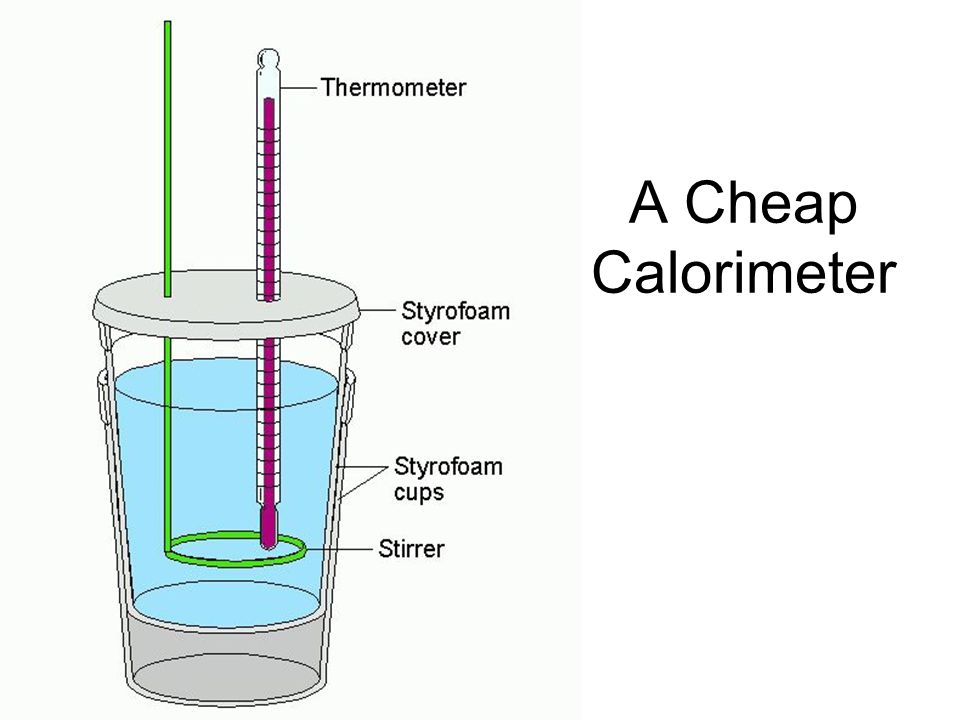 Thermometer
A Cheap
Calorimeter
Styrofoam
cover
Styrofoam
cups
Stirrer